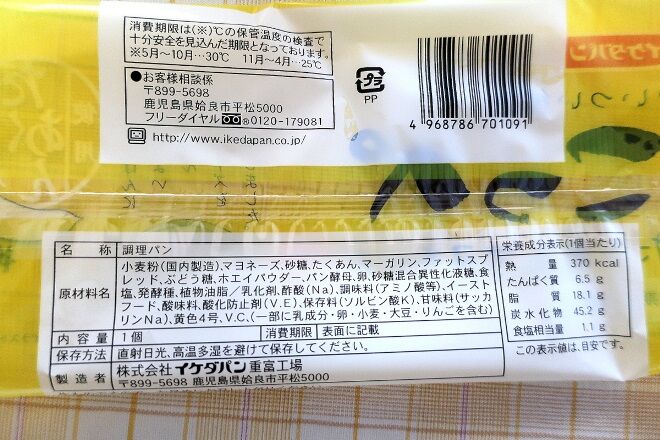 消費期限は(※)℃の保管温度の検査で
十分安全を見込んだ期限となっております。
※5月～10月…30℃ 11月～4月…25℃
●お客様相談係
〒899-5698
鹿児島県姶良市平松5000
フリーダイヤル 0120-179081
http://www.ikedapan.co.jp/
プラ
PP
4 968786 701091
イケダパン
名称 調理パン
原材料名 小麦粉(国内製造)、マヨネーズ、砂糖、たくあん、マーガリン、ファットスプ
レッド、ぶどう糖、ホエイパウダー、パン酵母、卵、砂糖混合異性化液糖、食
塩、発酵種、植物油脂／乳化剤、酢酸(Na)、調味料(アミノ酸等)、イースト
フード、酸味料、酸化防止剤(V.E)、保存料(ソルビン酸K)、甘味料(サッカ
リンNa)、黄色4号、V.C、(一部に乳成分・卵・小麦・大豆・りんごを含む)
内容量 1個 消費期限 表面に記載
保存方法 直射日光、高温多湿を避けて保存してください。
製造者 株式会社イケダパン重富工場
〒899-5698 鹿児島県姶良市平松5000
栄養成分表示(1個当たり)
熱量 370 kcal
たんぱく質 6.5 g
脂質 18.1 g
炭水化物 45.2 g
食塩相当量 1.1 g
この表示値は、目安です。